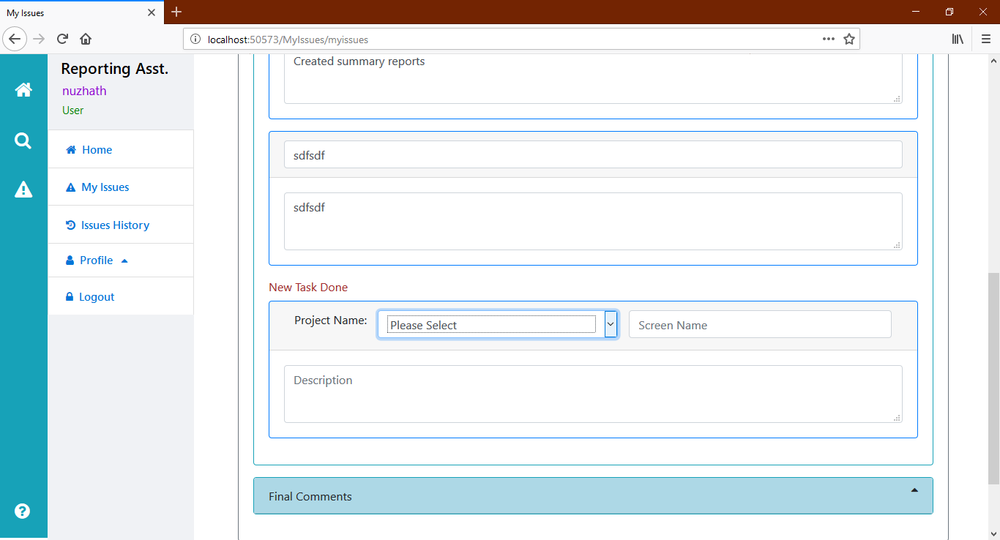 My Issues
localhost:50573/MyIssues/myissues
Reporting Asst.
nuzhath
User
Home
My Issues
Issues History
Profile
Logout
Created summary reports
sdfsdf
sdfsdf
New Task Done
Project Name: Please Select Screen Name
Description
Final Comments